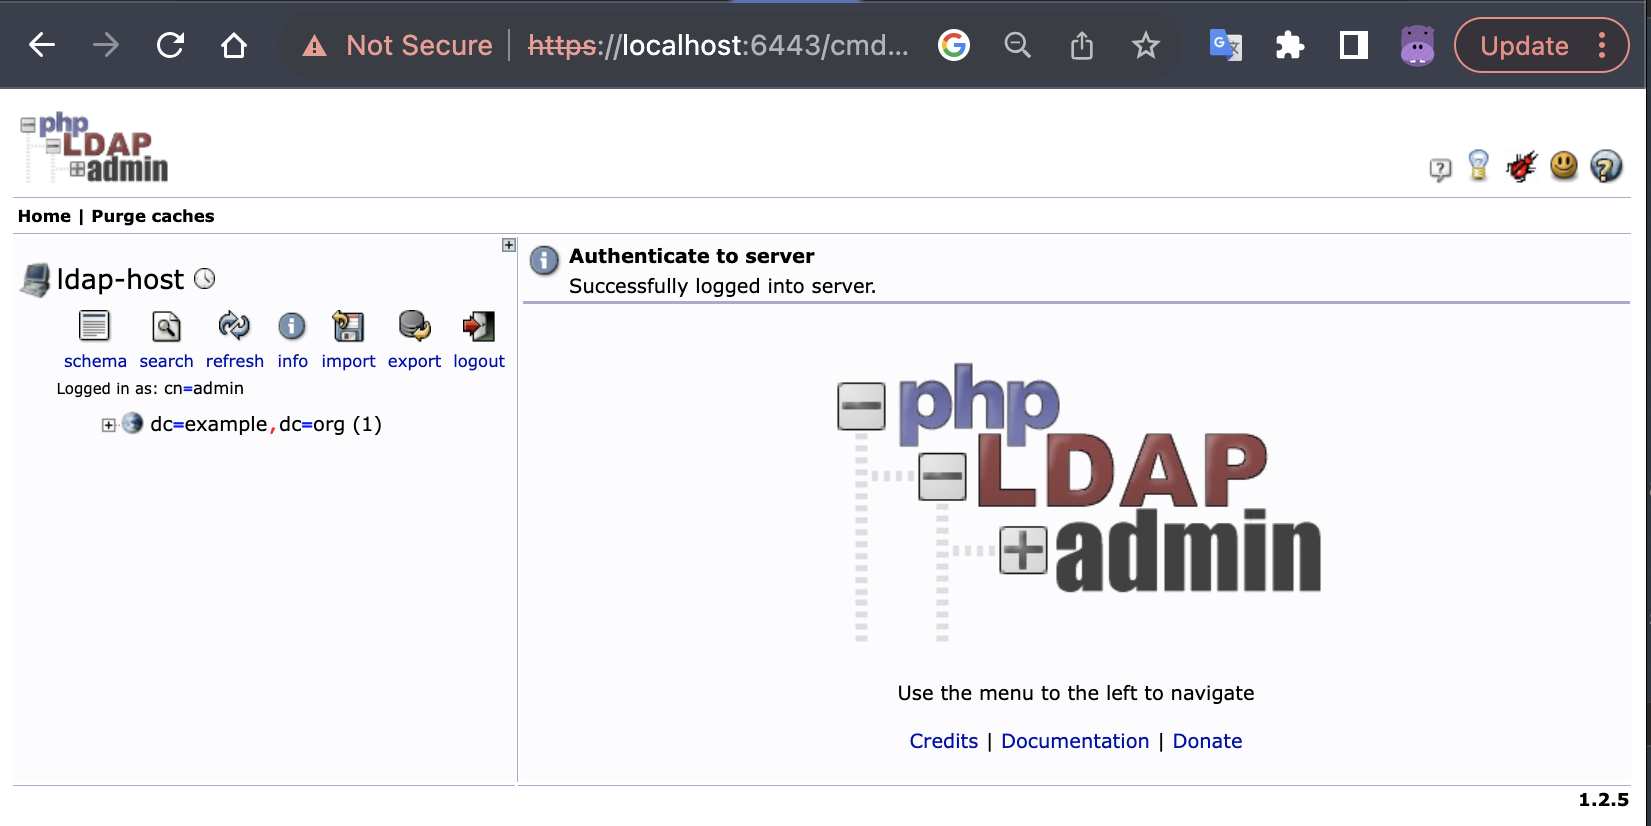 Not Secure | https://localhost:6443/cmd... Update
php
LDAP
admin
Home | Purge caches
ldap-host
schema search refresh info import export logout
Logged in as: cn=admin
dc=example,dc=org (1)
Authenticate to server
Successfully logged into server.
php
LDAP
admin
Use the menu to the left to navigate
Credits | Documentation | Donate
1.2.5